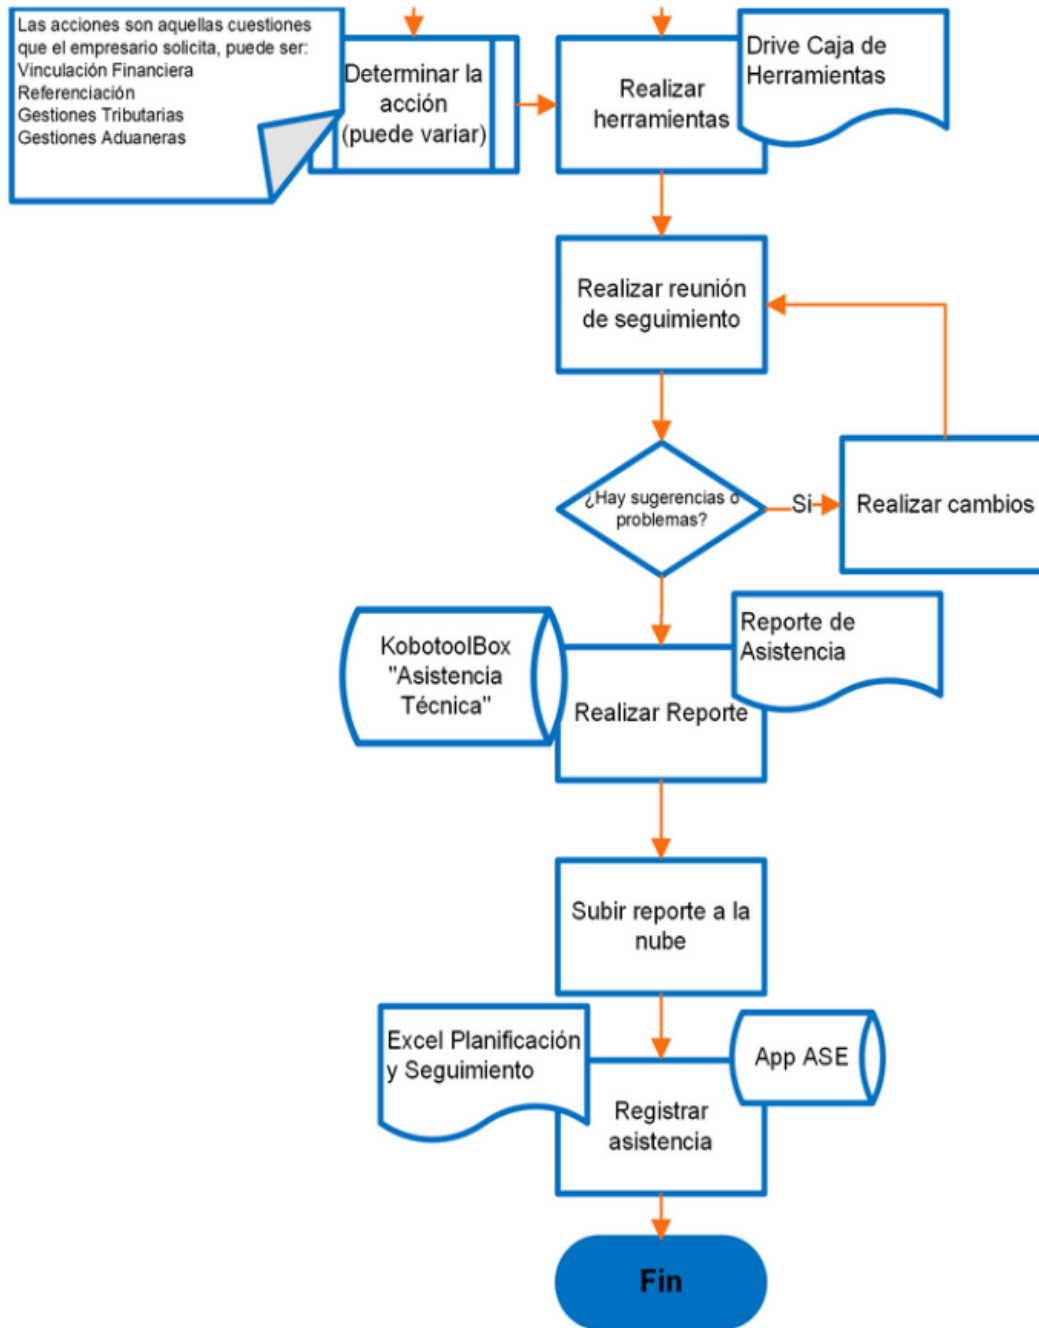 Las acciones son aquellas cuestiones
que el empresario solicita, puede ser:
Vinculación Financiera
Referenciación
Gestiones Tributarias
Gestiones Aduaneras
Determinar la
acción
(puede variar)
Realizar
herramientas
Drive Caja de
Herramientas
Realizar reunión
de seguimiento
¿Hay sugerencias o
problemas?
Si
Realizar cambios
KobotoolBox
"Asistencia
Técnica"
Realizar Reporte
Reporte de
Asistencia
Subir reporte a la
nube
Excel Planificación
y Seguimiento
App ASE
Registrar
asistencia
Fin